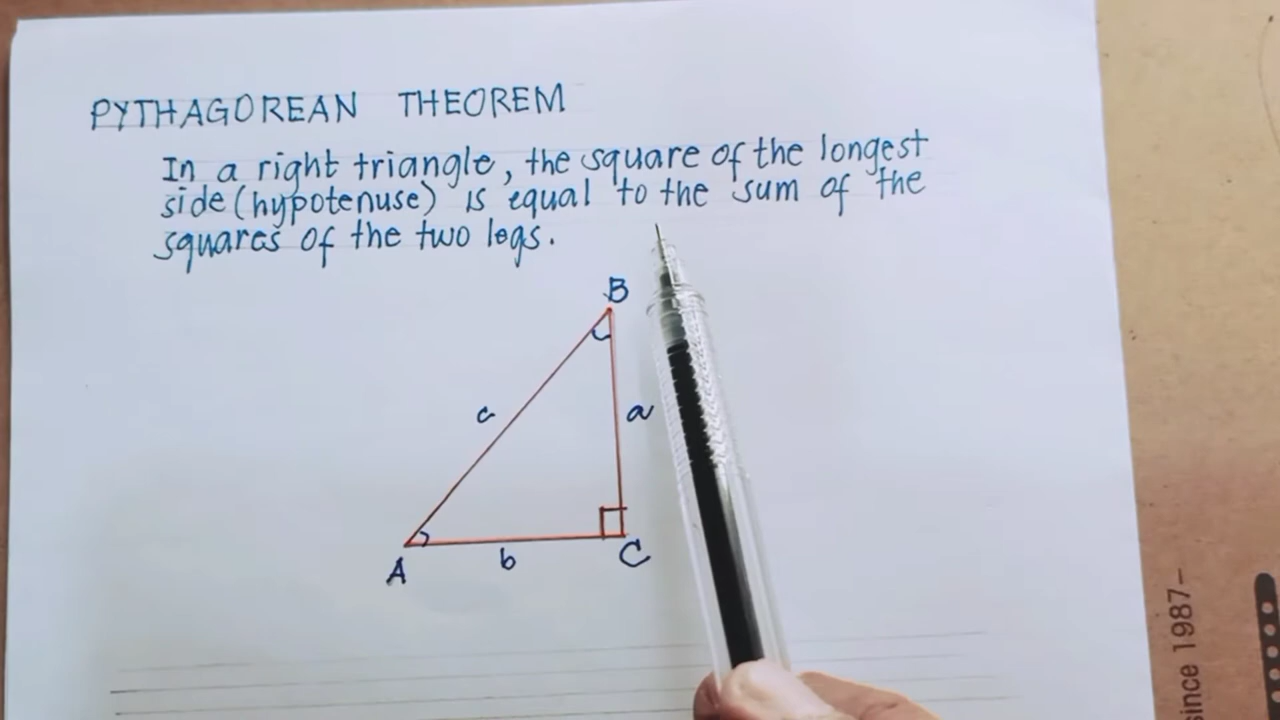 PYTHAGOREAN THEOREM
In a right triangle, the square of the longest
side (hypotenuse) is equal to the sum of the
squares of the two legs.
B
c
a
A
b
C
since 1987-